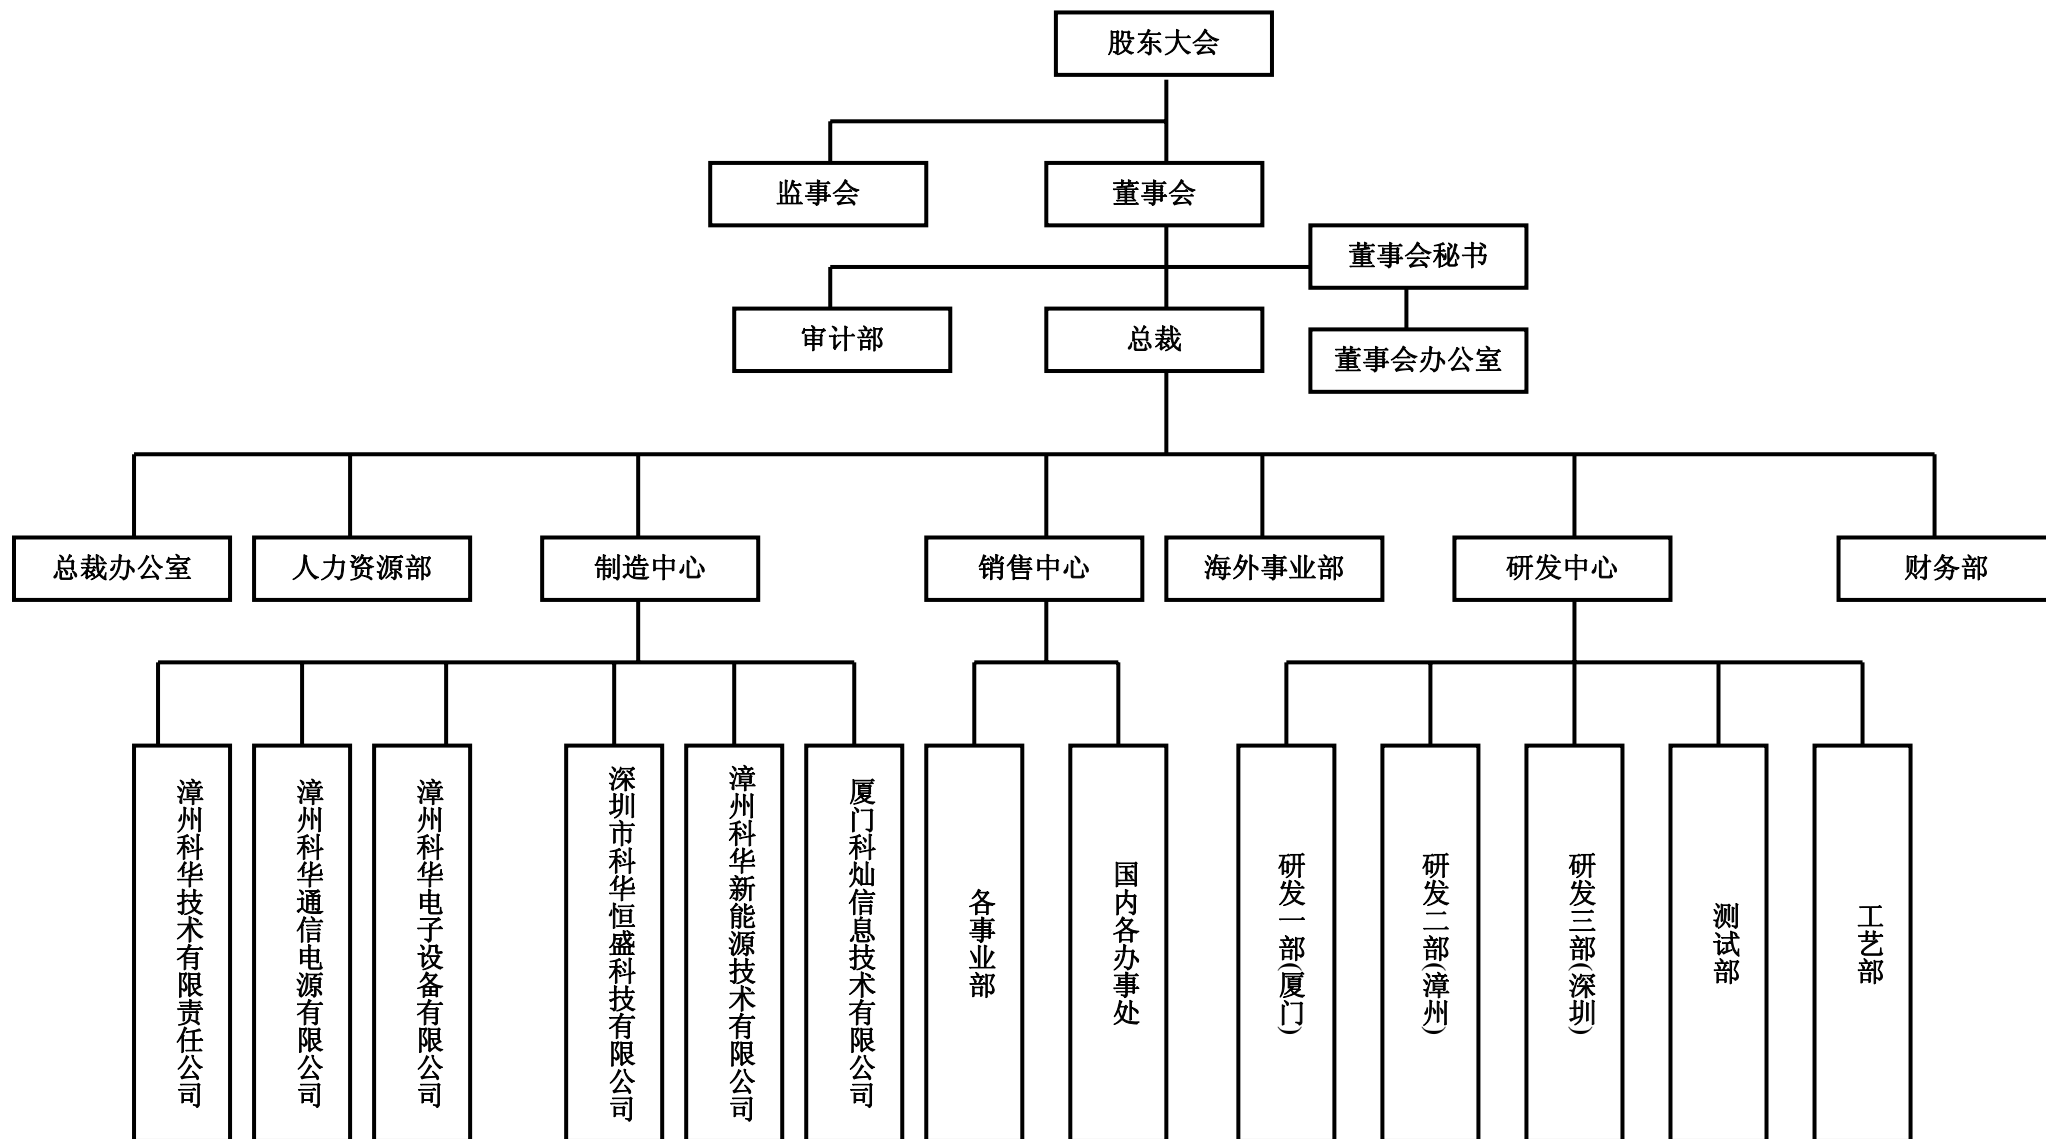 股东大会
监事会
董事会
董事会秘书
审计部
总裁
董事会办公室
总裁办公室
人力资源部
制造中心
销售中心
海外事业部
研发中心
财务部
漳州科华技术有限责任公司
漳州科华通信电源有限公司
漳州科华电子设备有限公司
深圳市科华恒盛科技有限公司
漳州科华新能源技术有限公司
厦门科灿信息技术有限公司
各事业部
国内各办事处
研发一部(厦门)
研发二部(漳州)
研发三部(深圳)
测试部
工艺部